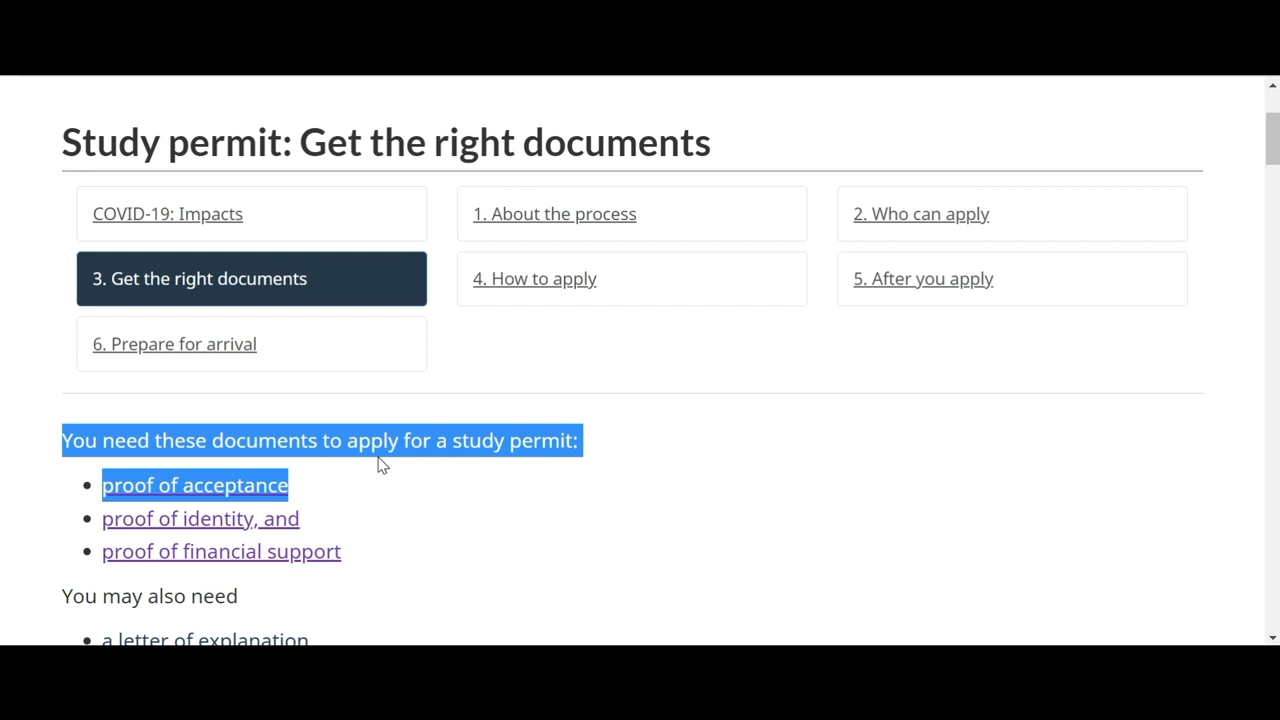 Study permit: Get the right documents
COVID-19: Impacts
1. About the process
2. Who can apply
3. Get the right documents
4. How to apply
5. After you apply
6. Prepare for arrival
You need these documents to apply for a study permit:
proof of acceptance
proof of identity, and
proof of financial support
You may also need
a letter of explanation